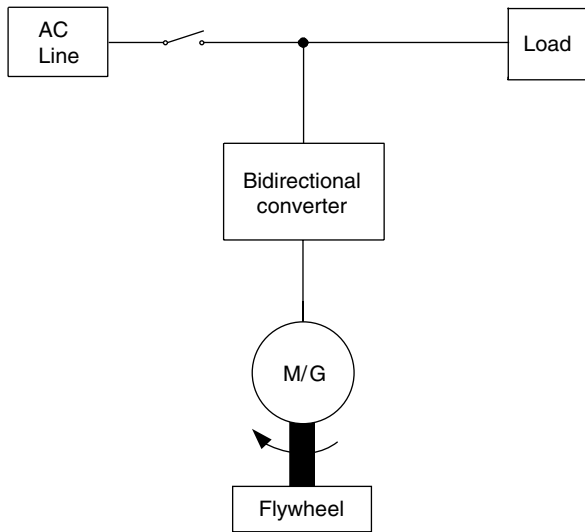 AC
Line
Load
Bidirectional
converter
M/G
Flywheel